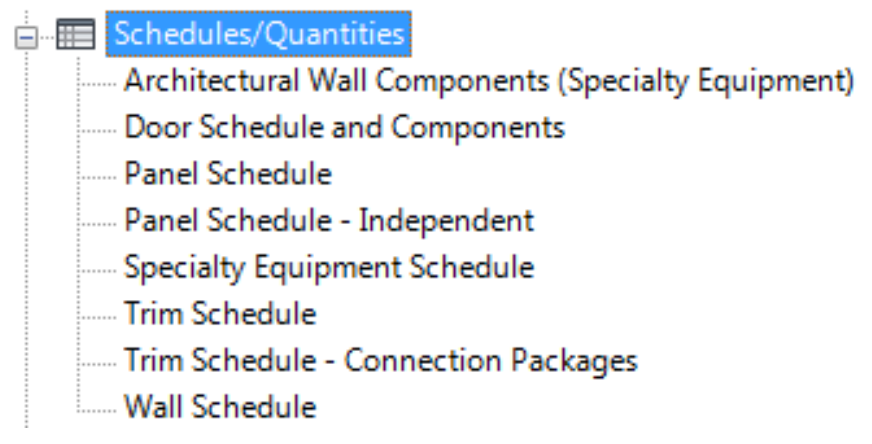 Schedules/Quantities
Architectural Wall Components (Specialty Equipment)
Door Schedule and Components
Panel Schedule
Panel Schedule - Independent
Specialty Equipment Schedule
Trim Schedule
Trim Schedule - Connection Packages
Wall Schedule